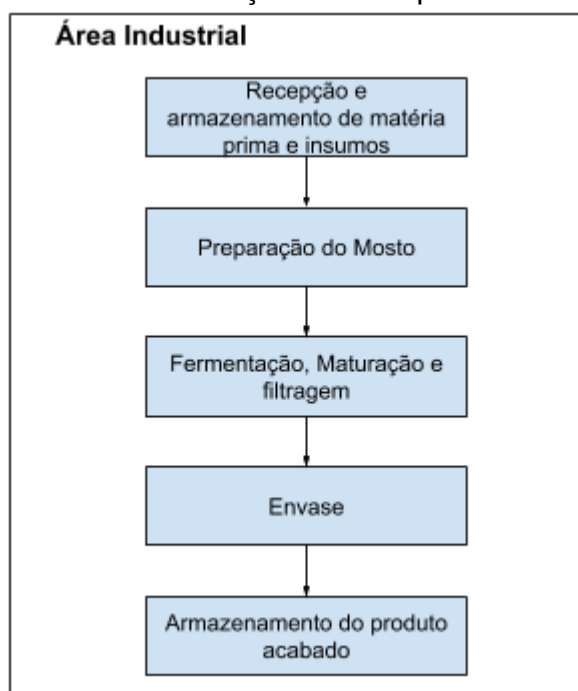 Área Industrial
Recepção e
armazenamento de matéria
prima e insumos
Preparação do Mosto
Fermentação, Maturação e
filtragem
Envase
Armazenamento do produto
acabado